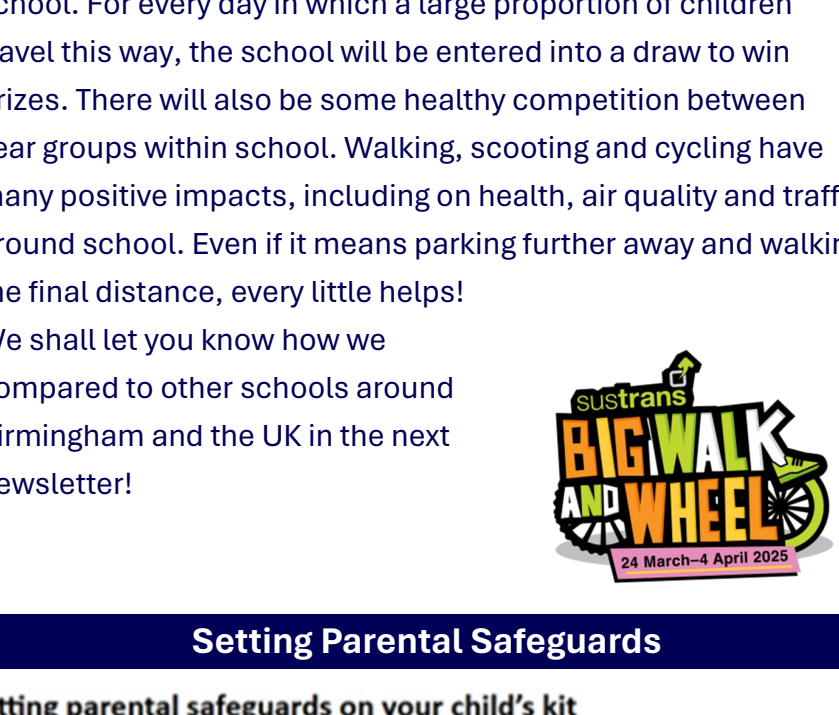 chool. For every day in which a large proportion of children
avel this way, the school will be entered into a draw to win
rizes. There will also be some healthy competition between
ear groups within school. Walking, scooting and cycling have
any positive impacts, including on health, air quality and traff
round school. Even if it means parking further away and walkin
he final distance, every little helps!
We shall let you know how we
ompared to other schools around
irmingham and the UK in the next
ewsletter!
sustrans
BIG WALK
AND WHEEL
24 March–4 April 2025
Setting Parental Safeguards
tting parental safeguards on your child's kit